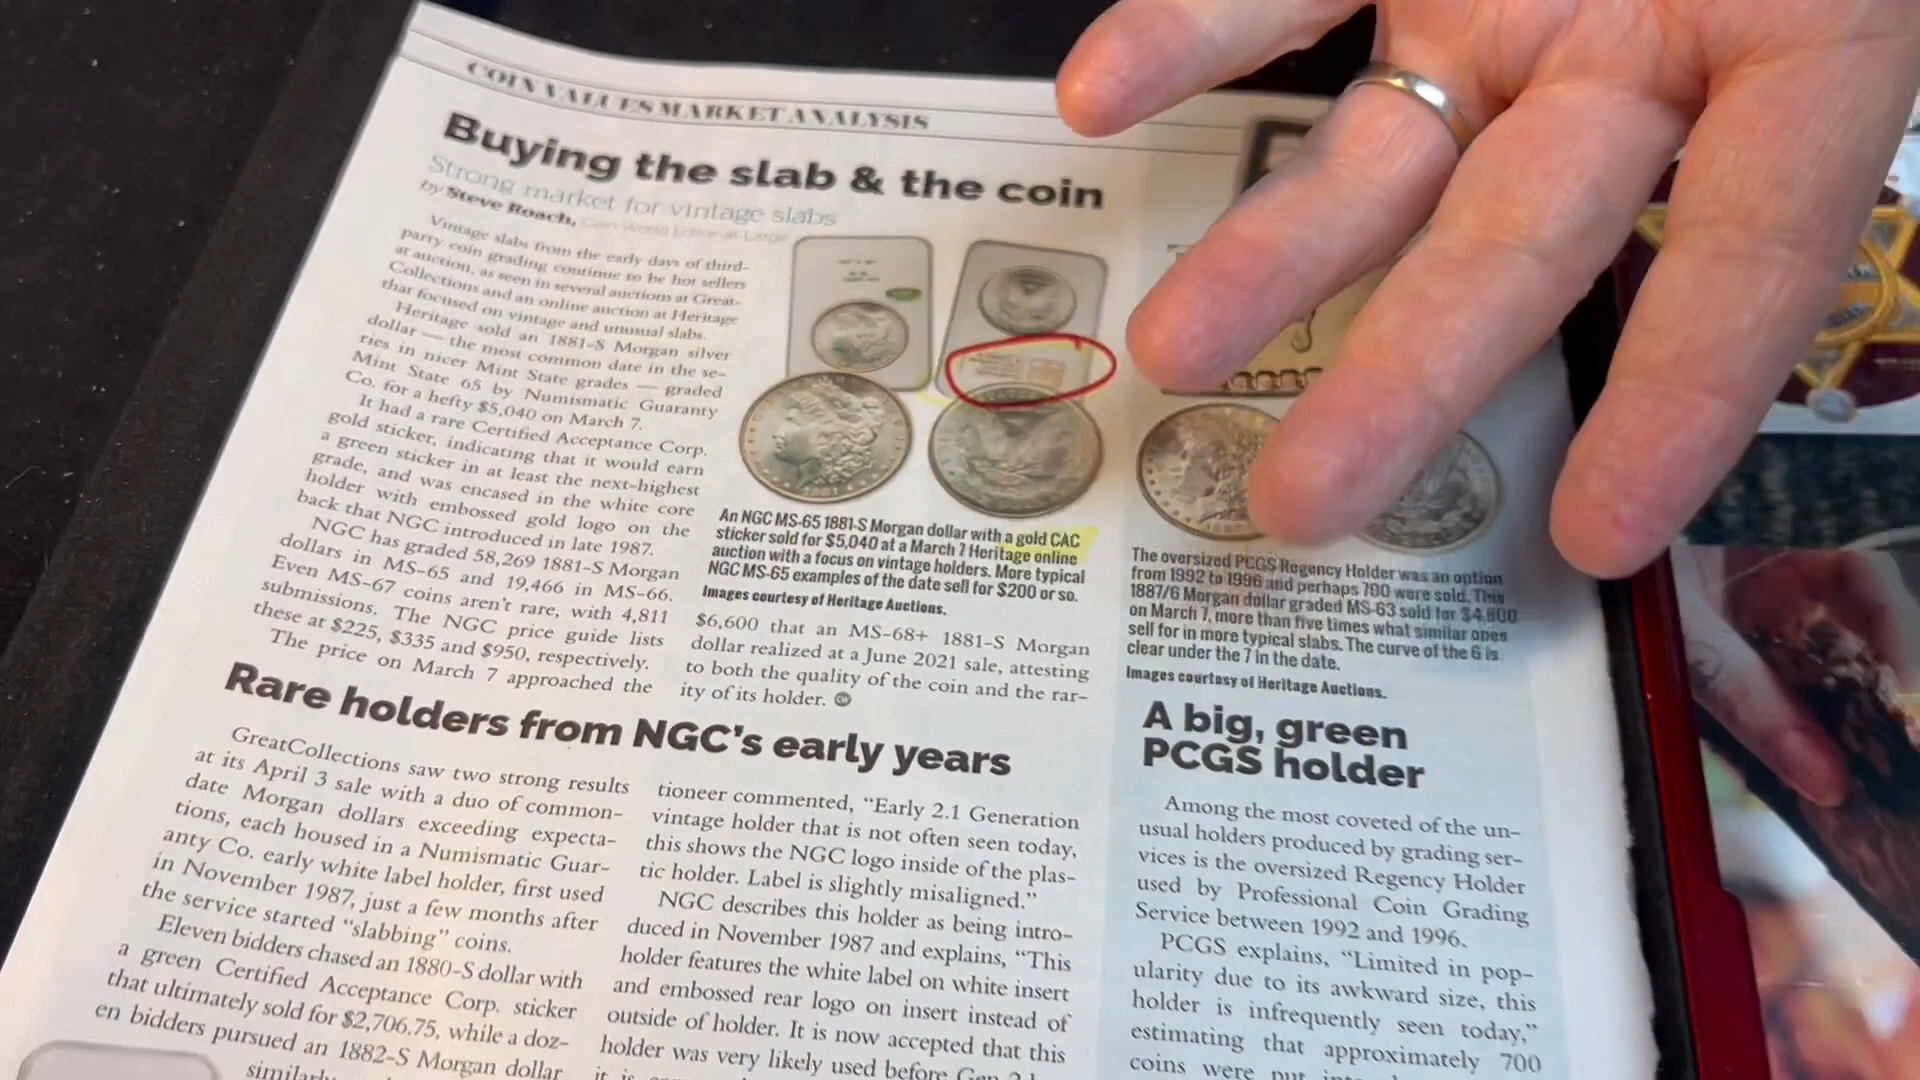 COIN VALUES MARKET ANALYSIS
Buying the slab & the coin
Strong market for vintage slabs
by Steve Roach, Coin World Editor-at-Large
Vintage slabs from the early days of third-
party coin grading continue to be hot sellers
at auction, as seen in several auctions at Great-
Collections and an online auction at Heritage
that focused on vintage and unusual slabs.
Heritage sold an 1881-S Morgan silver
dollar — the most common date in the se-
ries in nicer Mint State grades — graded
Mint State 65 by Numismatic Guaranty
Co. for a hefty $5,040 on March 7.
It had a rare Certified Acceptance Corp.
gold sticker, indicating that it would earn
a green sticker in at least the next-highest
grade, and was encased in the white core
holder with embossed gold logo on the
back that NGC introduced in late 1987.
NGC has graded 58,269 1881-S Morgan
dollars in MS-65 and 19,466 in MS-66.
Even MS-67 coins aren't rare, with 4,811
submissions. The NGC price guide lists
these at $225, $335 and $950, respectively.
The price on March 7 approached the
An NGC MS-65 1881-S Morgan dollar with a gold CAC
sticker sold for $5,040 at a March 7 Heritage online
auction with a focus on vintage holders. More typical
NGC MS-65 examples of the date sell for $200 or so.
Images courtesy of Heritage Auctions.
$6,600 that an MS-68+ 1881-S Morgan
dollar realized at a June 2021 sale, attesting
to both the quality of the coin and the rar-
ity of its holder.
The oversized PCGS Regency Holder was an option
from 1992 to 1996 and perhaps 700 were sold. This
1887/6 Morgan dollar graded MS-63 sold for $4,800
on March 7, more than five times what similar ones
sell for in more typical slabs. The curve of the 6 is
clear under the 7 in the date.
Images courtesy of Heritage Auctions.
Rare holders from NGC's early years
GreatCollections saw two strong results
at its April 3 sale with a duo of common-
date Morgan dollars exceeding expecta-
tions, each housed in a Numismatic Guar-
anty Co. early white label holder, first used
in November 1987, just a few months after
the service started “slabbing” coins.
Eleven bidders chased an 1880-S dollar with
a green Certified Acceptance Corp. sticker
that ultimately sold for $2,706.75, while a doz-
en bidders pursued an 1882-S Morgan dollar
similarly
tioneer commented, “Early 2.1 Generation
vintage holder that is not often seen today,
this shows the NGC logo inside of the plas-
tic holder. Label is slightly misaligned.”
NGC describes this holder as being intro-
duced in November 1987 and explains, “This
holder features the white label on white insert
and embossed rear logo on insert instead of
outside of holder. It is now accepted that this
holder was very likely used before Gen 2
A big, green
PCGS holder
Among the most coveted of the un-
usual holders produced by grading ser-
vices is the oversized Regency Holder
used by Professional Coin Grading
Service between 1992 and 1996.
PCGS explains, “Limited in pop-
ularity due to its awkward size, this
holder is infrequently seen today,”
estimating that approximately 700
coins were put